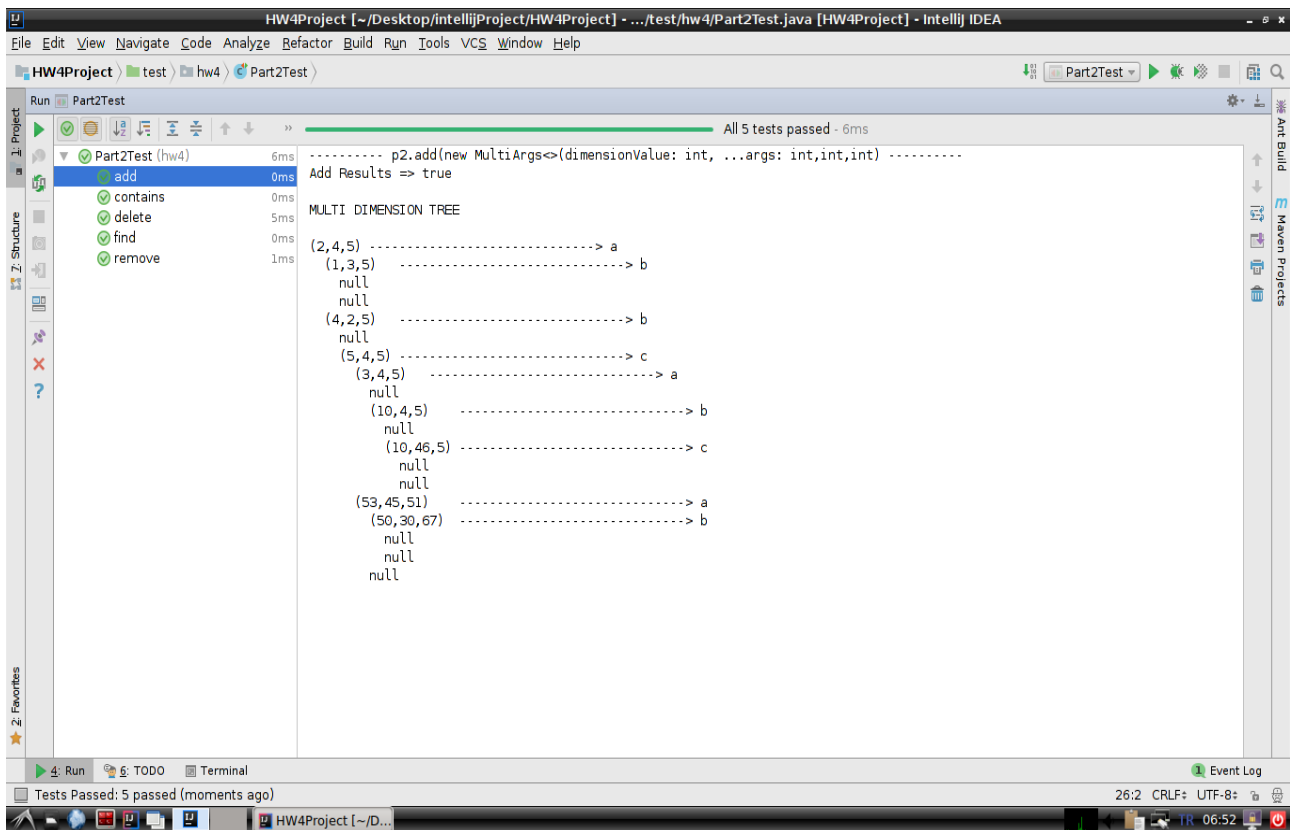 HW4Project [~/Desktop/intellijProject/HW4Project] - .../test/hw4/Part2Test.java [HW4Project] - IntelliJ IDEA
File Edit View Navigate Code Analyze Refactor Build Run Tools VCS Window Help
HW4Project test hw4 Part2Test
Part2Test
Run Part2Test
All 5 tests passed - 6ms
Part2Test (hw4) 6ms
add 0ms
contains 0ms
delete 5ms
find 0ms
remove 1ms
---------- p2.add(new MultiArgs<>(dimensionValue: int, ...args: int,int,int) ----------
Add Results => true
MULTI DIMENSION TREE
(2,4,5) ------------------------------> a
(1,3,5) ------------------------------> b
null
null
(4,2,5) ------------------------------> b
null
(5,4,5) ------------------------------> c
(3,4,5) ------------------------------> a
null
(10,4,5) ------------------------------> b
null
(10,46,5) ------------------------------> c
null
null
(53,45,51) ------------------------------> a
(50,30,67) ------------------------------> b
null
null
null
1: Project
7: Structure
2: Favorites
Ant Build
Maven Projects
4: Run 6: TODO Terminal
1 Event Log
Tests Passed: 5 passed (moments ago)
26:2 CRLF UTF-8
HW4Project [~/D...
TR 06:52